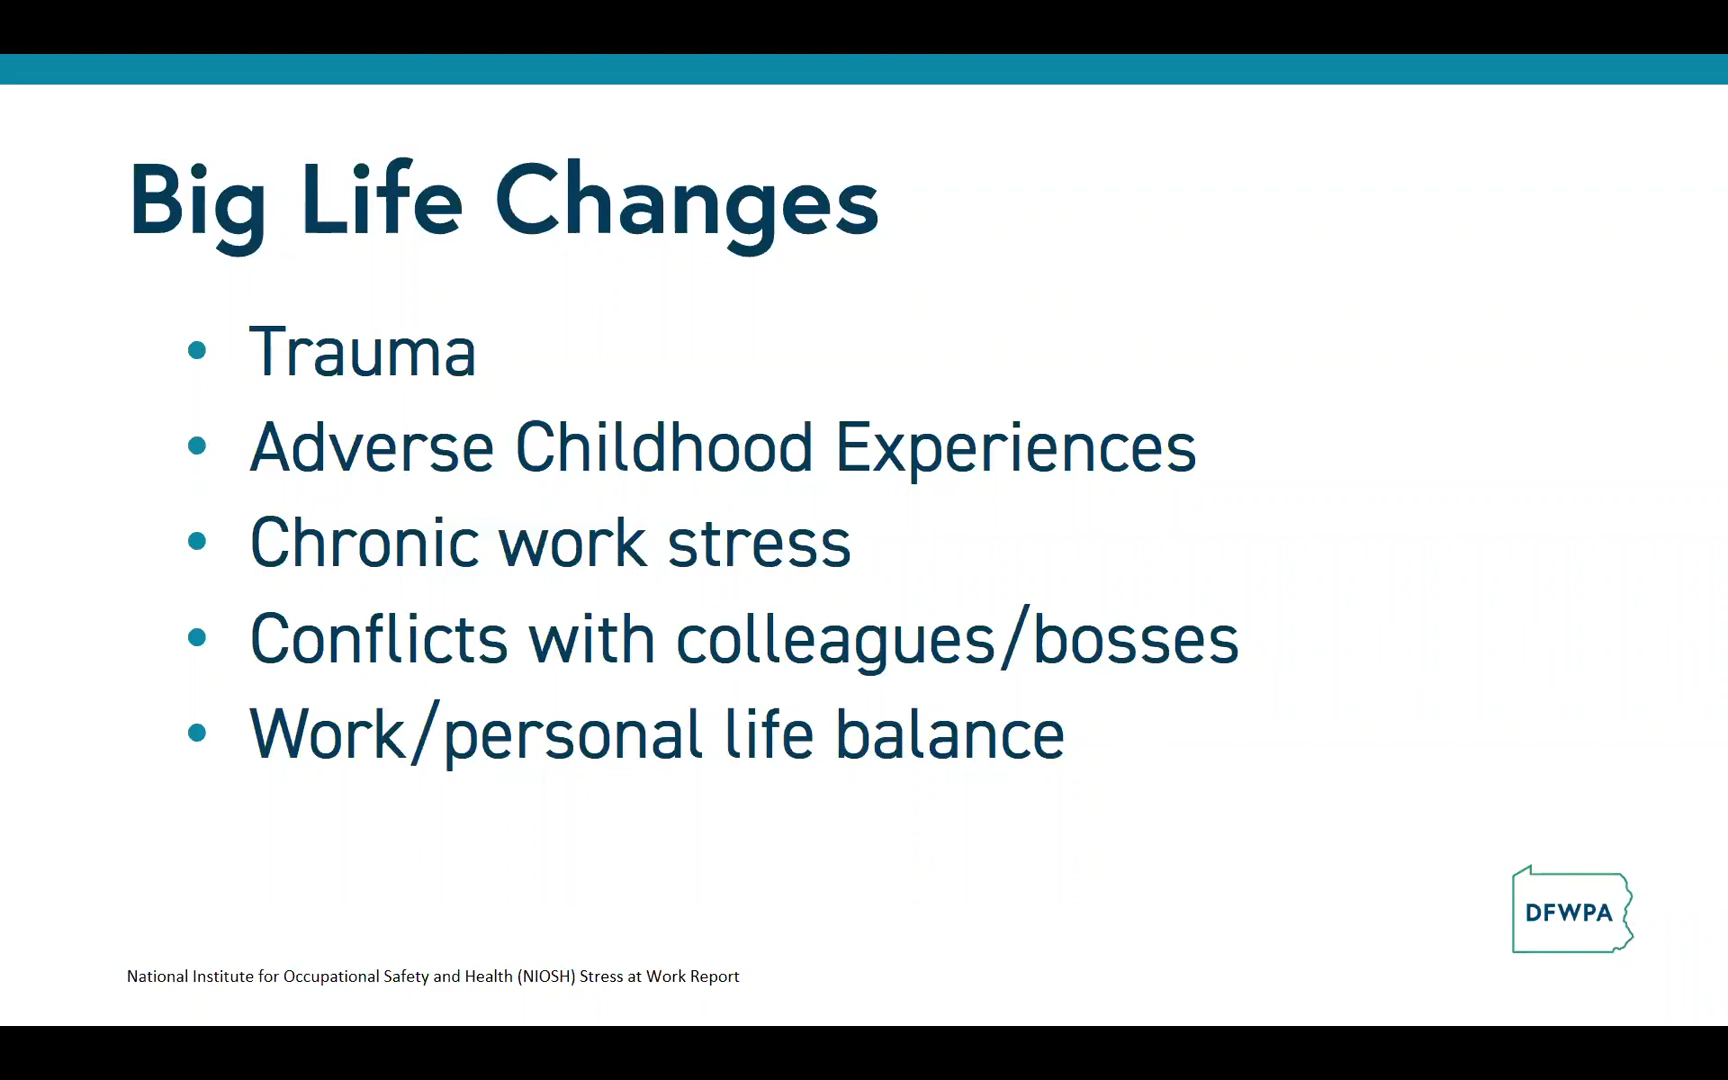 Big Life Changes
• Trauma
• Adverse Childhood Experiences
• Chronic work stress
• Conflicts with colleagues/bosses
• Work/personal life balance
DFWPA
National Institute for Occupational Safety and Health (NIOSH) Stress at Work Report